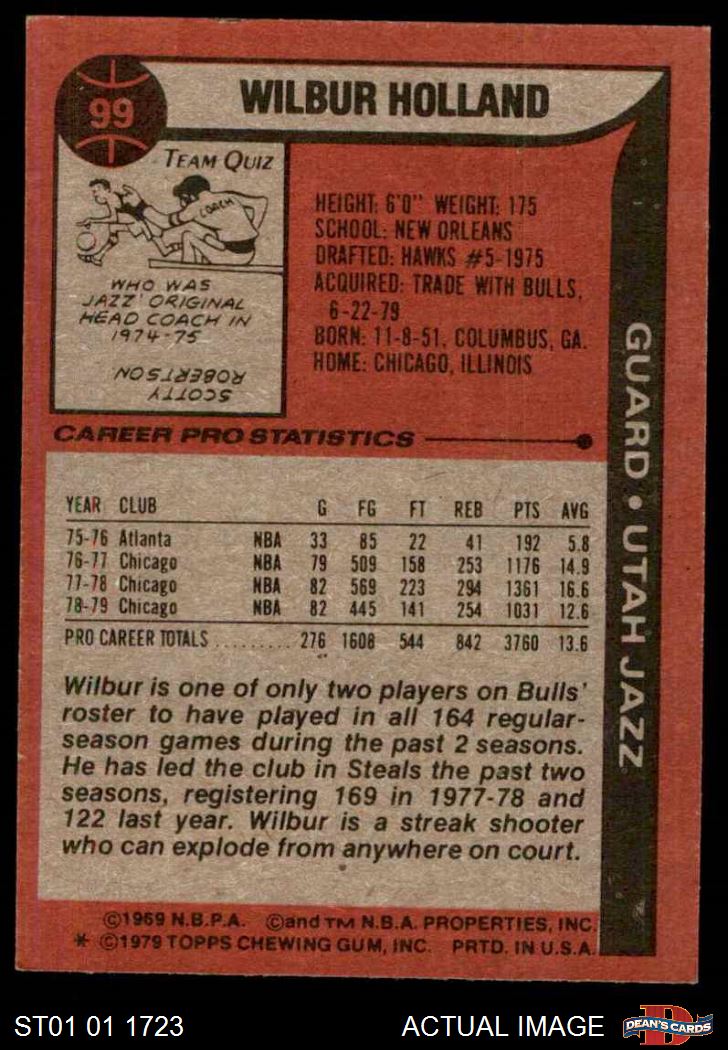 99
WILBUR HOLLAND
TEAM QUIZ
COACH
WHO WAS
JAZZ' ORIGINAL
HEAD COACH IN
1974-75
SCOTTY
ROBERTSON
HEIGHT: 6'0" WEIGHT: 175
SCHOOL: NEW ORLEANS
DRAFTED: HAWKS #5-1975
ACQUIRED: TRADE WITH BULLS,
6-22-79
BORN: 11-8-51, COLUMBUS, GA.
HOME: CHICAGO, ILLINOIS
GUARD • UTAH JAZZ
CAREER PRO STATISTICS
YEAR CLUB G FG FT REB PTS AVG
75-76 Atlanta NBA 33 85 22 41 192 5.8
76-77 Chicago NBA 79 509 158 253 1176 14.9
77-78 Chicago NBA 82 569 223 294 1361 16.6
78-79 Chicago NBA 82 445 141 254 1031 12.6
PRO CAREER TOTALS ......... 276 1608 544 842 3760 13.6
Wilbur is one of only two players on Bulls'
roster to have played in all 164 regular-
season games during the past 2 seasons.
He has led the club in Steals the past two
seasons, registering 169 in 1977-78 and
122 last year. Wilbur is a streak shooter
who can explode from anywhere on court.
©1969 N.B.P.A. ©and TM N.B.A. PROPERTIES, INC.
* ©1979 TOPPS CHEWING GUM, INC. PRTD. IN U.S.A.
ST01 01 1723
ACTUAL IMAGE
D
DEAN'S CARDS